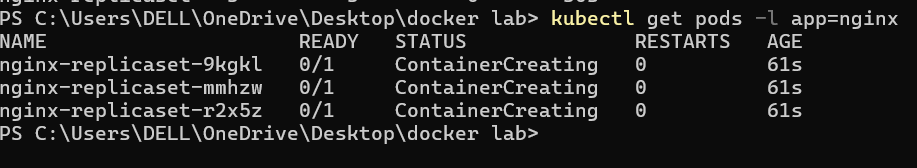 PS C:\Users\DELL\OneDrive\Desktop\docker lab> kubectl get pods -l app=nginx
NAME READY STATUS RESTARTS AGE
nginx-replicaset-9kgkl 0/1 ContainerCreating 0 61s
nginx-replicaset-mmhzw 0/1 ContainerCreating 0 61s
nginx-replicaset-r2x5z 0/1 ContainerCreating 0 61s
PS C:\Users\DELL\OneDrive\Desktop\docker lab>